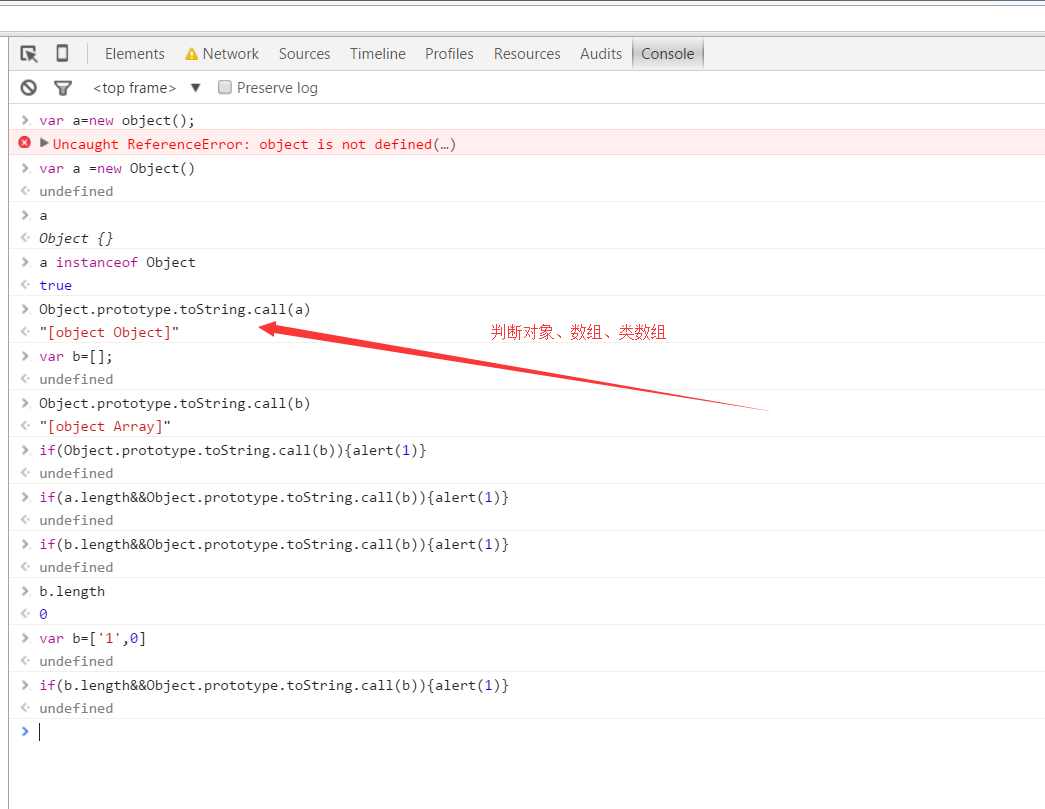 Elements Network Sources Timeline Profiles Resources Audits Console
<top frame> ▼ Preserve log
var a=new object();
Uncaught ReferenceError: object is not defined(…)
var a =new Object()
undefined
a
Object {}
a instanceof Object
true
Object.prototype.toString.call(a)
"[object Object]"
判断对象、数组、类数组
var b=[];
undefined
Object.prototype.toString.call(b)
"[object Array]"
if(Object.prototype.toString.call(b)){alert(1)}
undefined
if(a.length&&Object.prototype.toString.call(b)){alert(1)}
undefined
if(b.length&&Object.prototype.toString.call(b)){alert(1)}
undefined
b.length
0
var b=['1',0]
undefined
if(b.length&&Object.prototype.toString.call(b)){alert(1)}
undefined